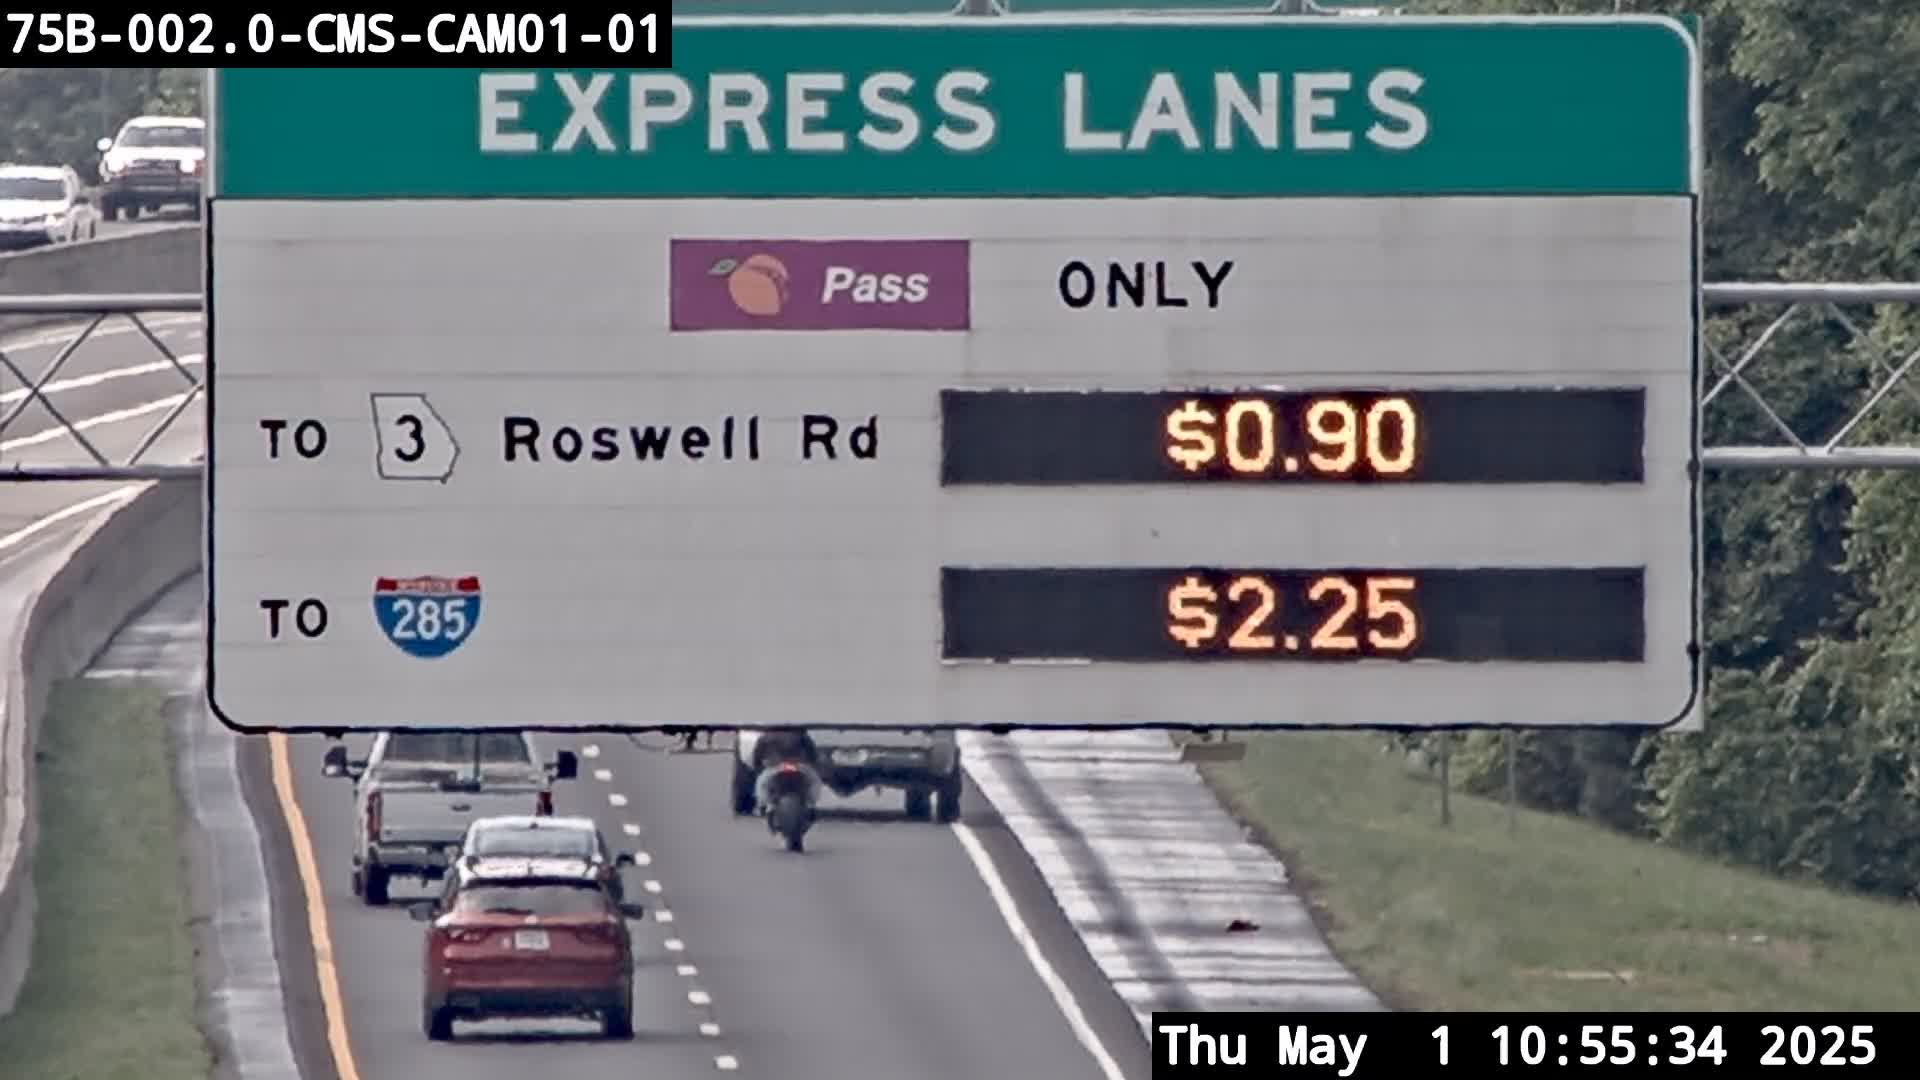 75B-002.0-CMS-CAM01-01
EXPRESS LANES
Pass ONLY
TO 3 Roswell Rd $0.90
TO 285 $2.25
Thu May 1 10:55:34 2025